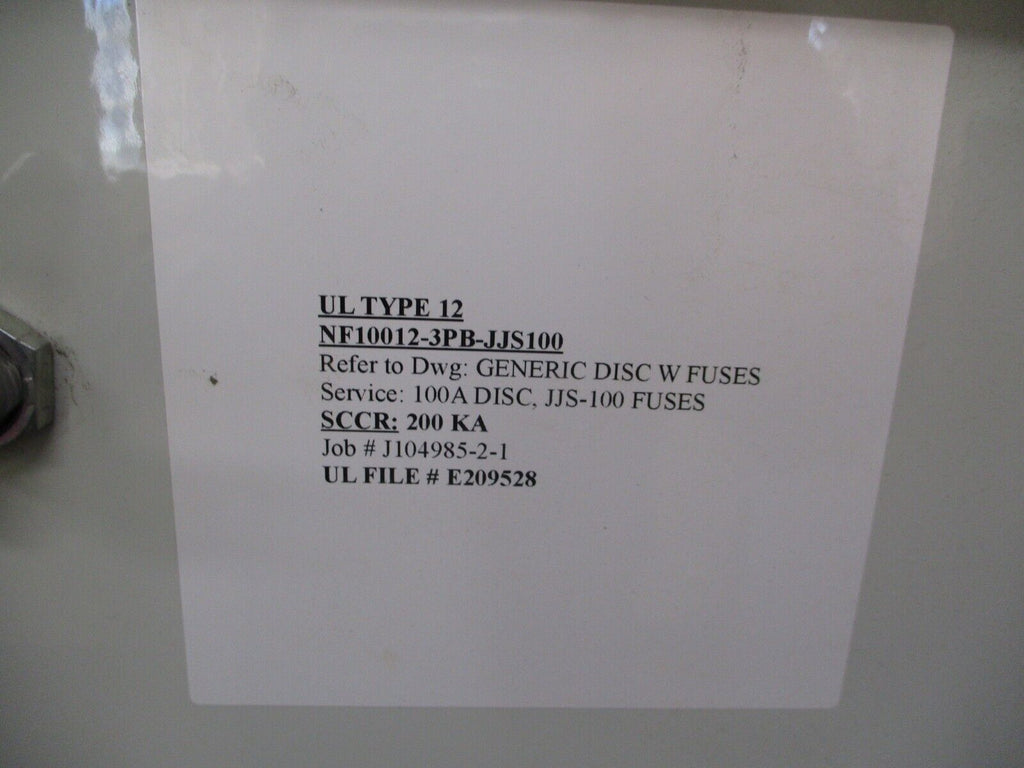 UL TYPE 12
NF10012-3PB-JJS100
Refer to Dwg: GENERIC DISC W FUSES
Service: 100A DISC, JJS-100 FUSES
SCCR: 200 KA
Job # J104985-2-1
UL FILE # E209528